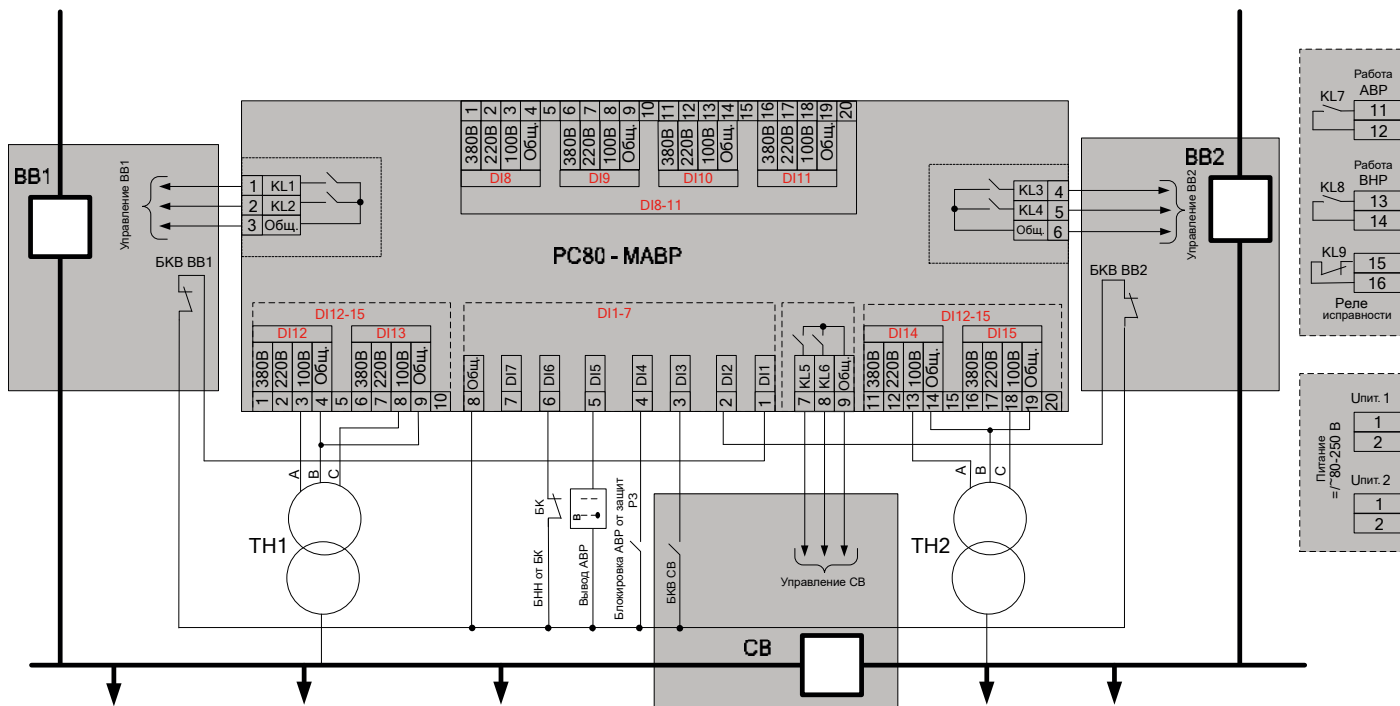 1 2 3 4 5 6 7 8 9 10 11 12 13 14 15 16 17 18 19 20
380В 220В 100В Общ. 380В 220В 100В Общ. 380В 220В 100В Общ. 380В 220В 100В Общ.
DI8 DI9 DI10 DI11
DI8-11
РС80 - МАВР
ВВ1
Управление ВВ1
1 KL1
2 KL2
3 Общ.
БКВ ВВ1
KL3 4
KL4 5
Общ. 6
Управление ВВ2
ВВ2
БКВ ВВ2
DI12-15
DI12 DI13
380В 220В 100В Общ. 380В 220В 100В Общ.
1 2 3 4 5 6 7 8 9 10
DI1-7
Общ. DI7 DI6 DI5 DI4 DI3 DI2 DI1
8 7 6 5 4 3 2 1
KL5 KL6 Общ.
7 8 9
DI12-15
DI14 DI15
380В 220В 100В Общ. 380В 220В 100В Общ.
11 12 13 14 15 16 17 18 19 20
A B C
ТН1
БК
БНН от БК
В
Вывод АВР
Блокировка АВР от защит
РЗ
БКВ СВ
Управление СВ
A B C
ТН2
СВ
Работа
АВР
KL7
11
12
Работа
ВНР
KL8
13
14
KL9
15
16
Реле
исправности
Питание
=/~80-250 В
Uпит. 1
1
2
Uпит. 2
1
2